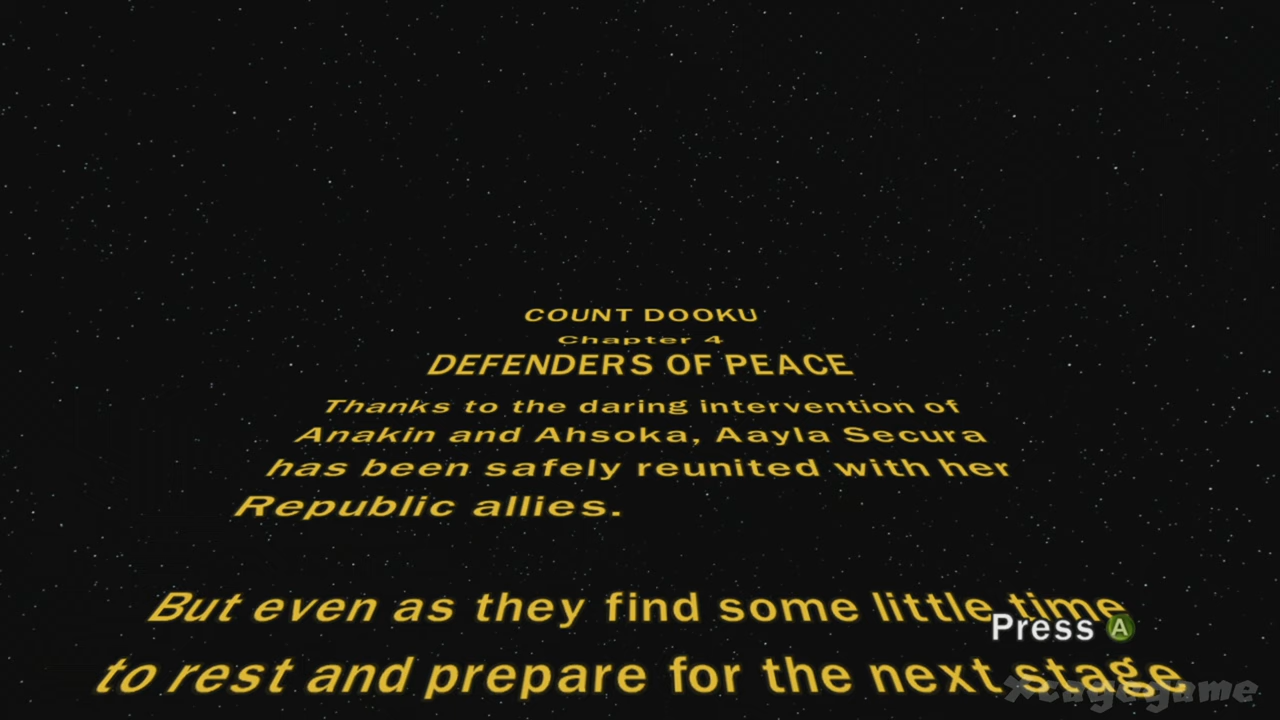 COUNT DOOKU
Chapter 4
DEFENDERS OF PEACE
Thanks to the daring intervention of
Anakin and Ahsoka, Aayla Secura
has been safely reunited with her
Republic allies.
But even as they find some little time
Press A
to rest and prepare for the next stage
Xcagegame